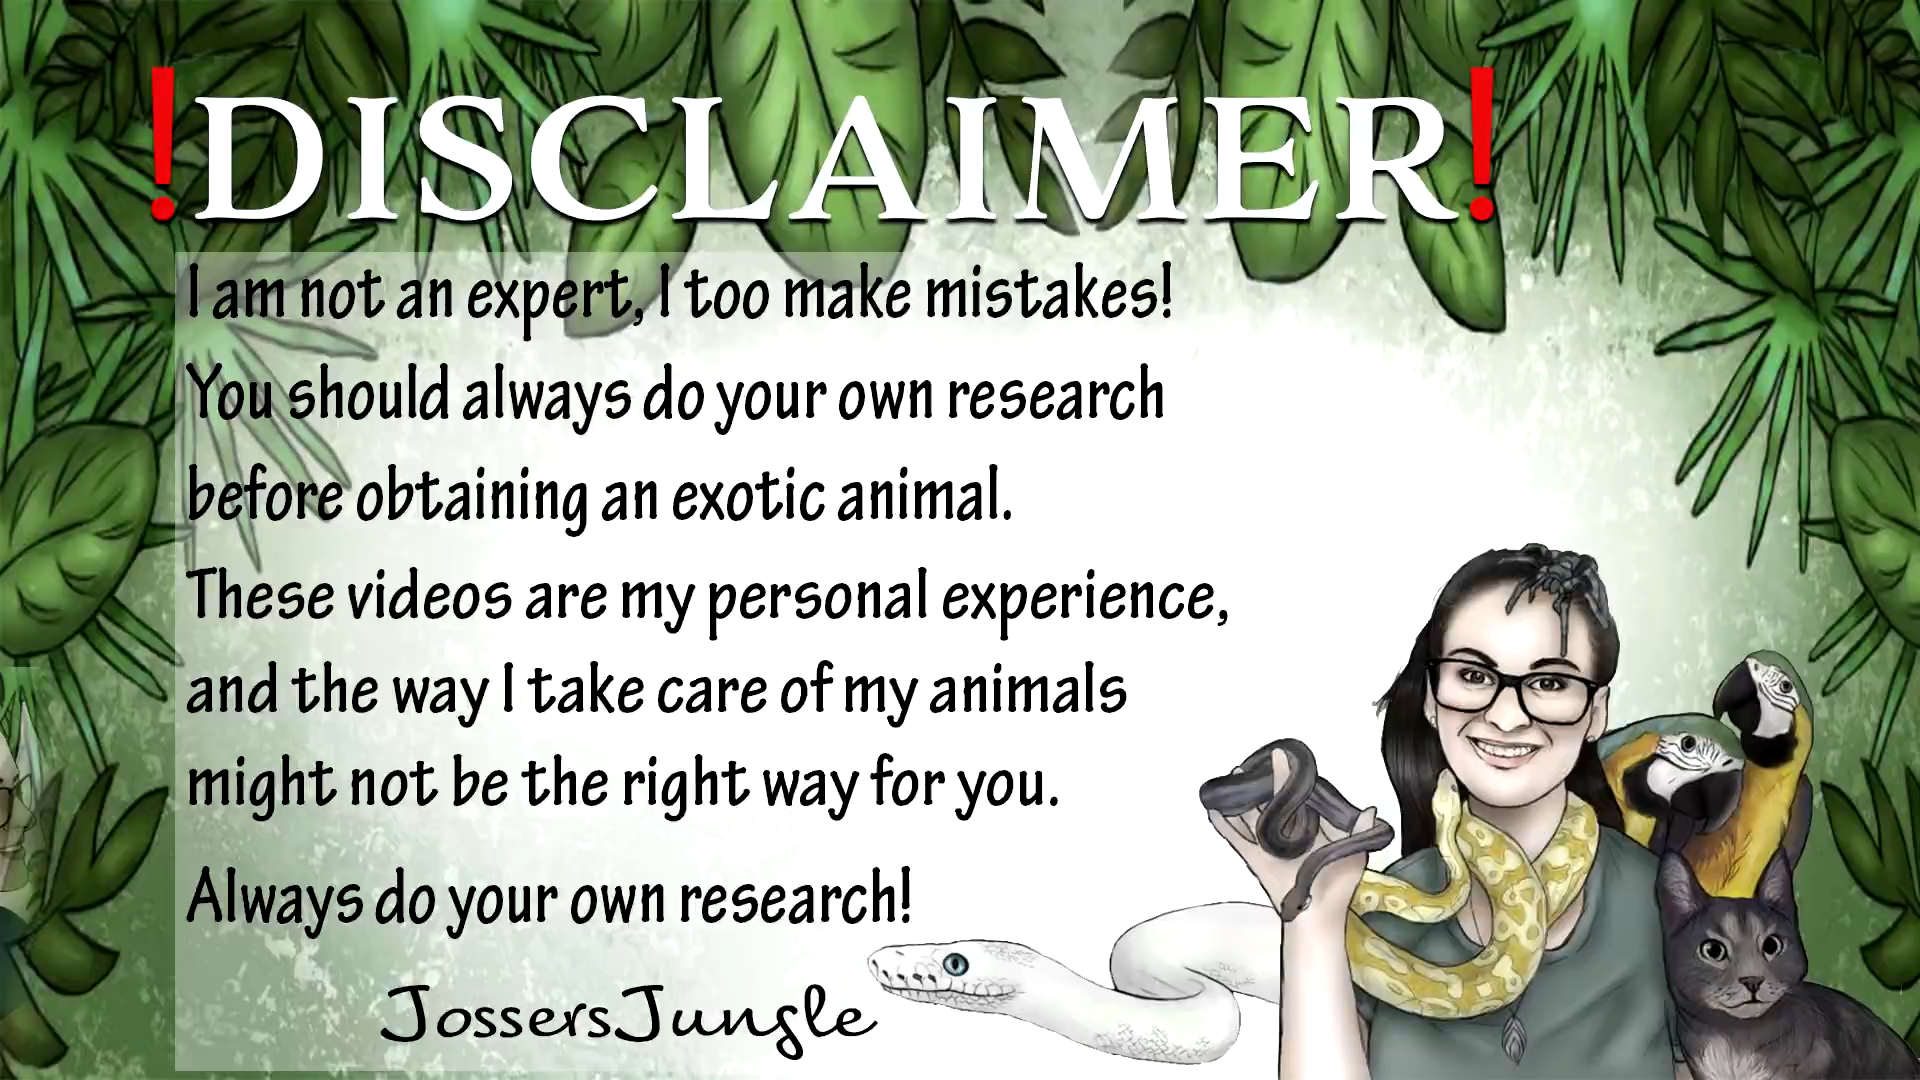 !DISCLAIMER!
I am not an expert, I too make mistakes!
You should always do your own research
before obtaining an exotic animal.
These videos are my personal experience,
and the way I take care of my animals
might not be the right way for you.
Always do your own research!
JossersJungle